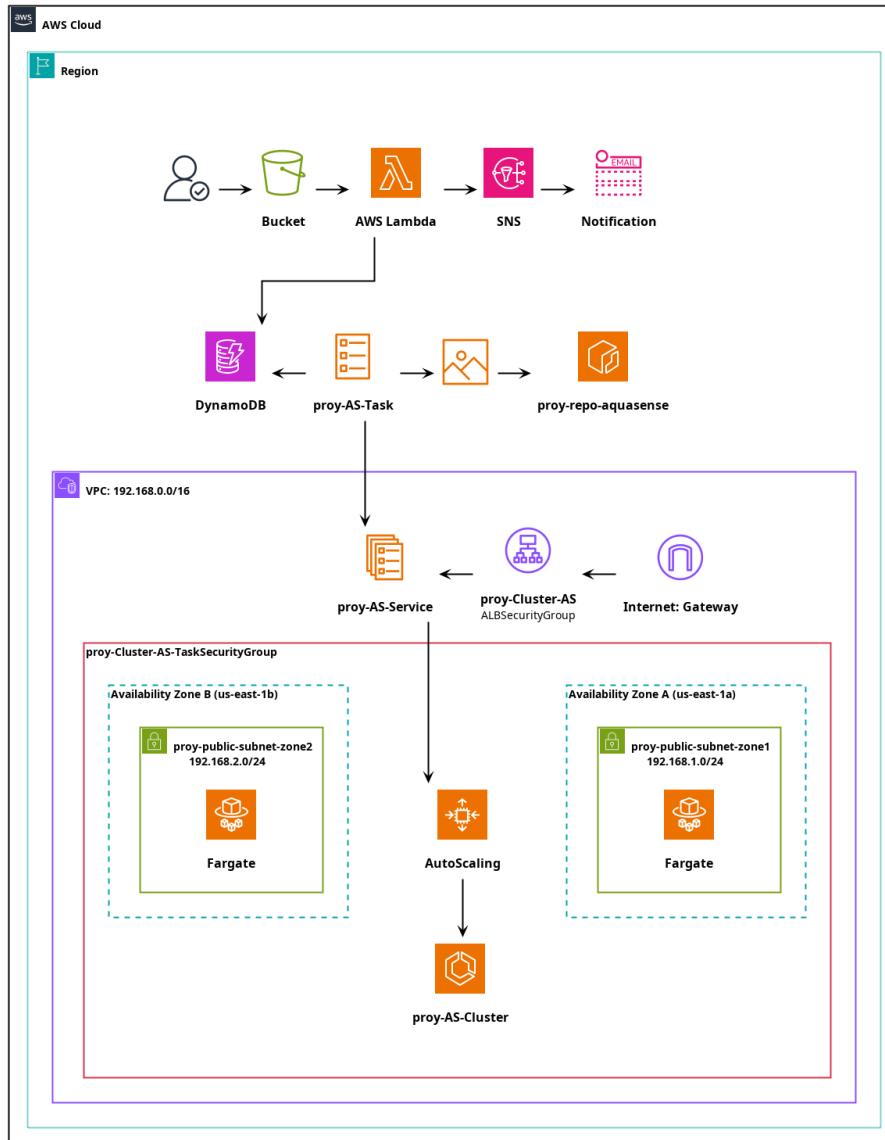 aws
AWS Cloud
Region
EMAIL
Bucket
AWS Lambda
SNS
Notification
DynamoDB
proy-AS-Task
proy-repo-aquasense
VPC: 192.168.0.0/16
proy-AS-Service
proy-Cluster-AS
ALBSecurityGroup
Internet: Gateway
proy-Cluster-AS-TaskSecurityGroup
Availability Zone B (us-east-1b)
Availability Zone A (us-east-1a)
proy-public-subnet-zone2
192.168.2.0/24
proy-public-subnet-zone1
192.168.1.0/24
Fargate
AutoScaling
Fargate
proy-AS-Cluster